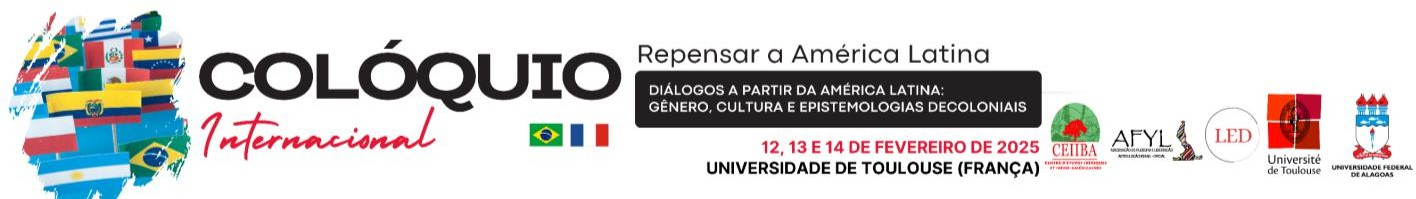 COLÓQUIO
Internacional
Repensar a América Latina
DIÁLOGOS A PARTIR DA AMÉRICA LATINA:
GÊNERO, CULTURA E EPISTEMOLOGIAS DECOLONIAIS
12, 13 E 14 DE FEVEREIRO DE 2025
UNIVERSIDADE DE TOULOUSE (FRANÇA)
CEIIBA
AFYL
LED
Université
de Toulouse
UNIVERSIDADE FEDERAL
DE ALAGOAS